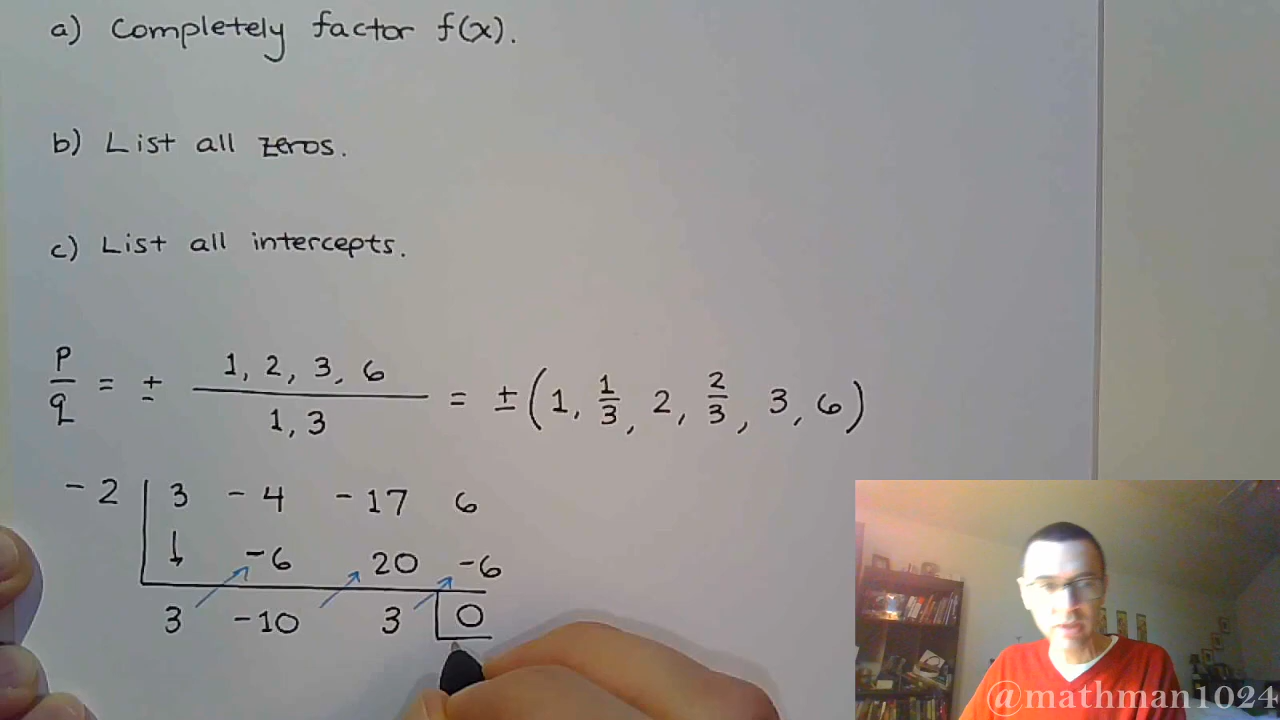 a) Completely factor f(x).
b) List all zeros.
c) List all intercepts.
p/q = ± 1, 2, 3, 6 / 1, 3 = ± (1, 1/3, 2, 2/3, 3, 6)
-2 | 3 -4 -17 6
↓ -6 20 -6
3 -10 3 0
@mathman1024